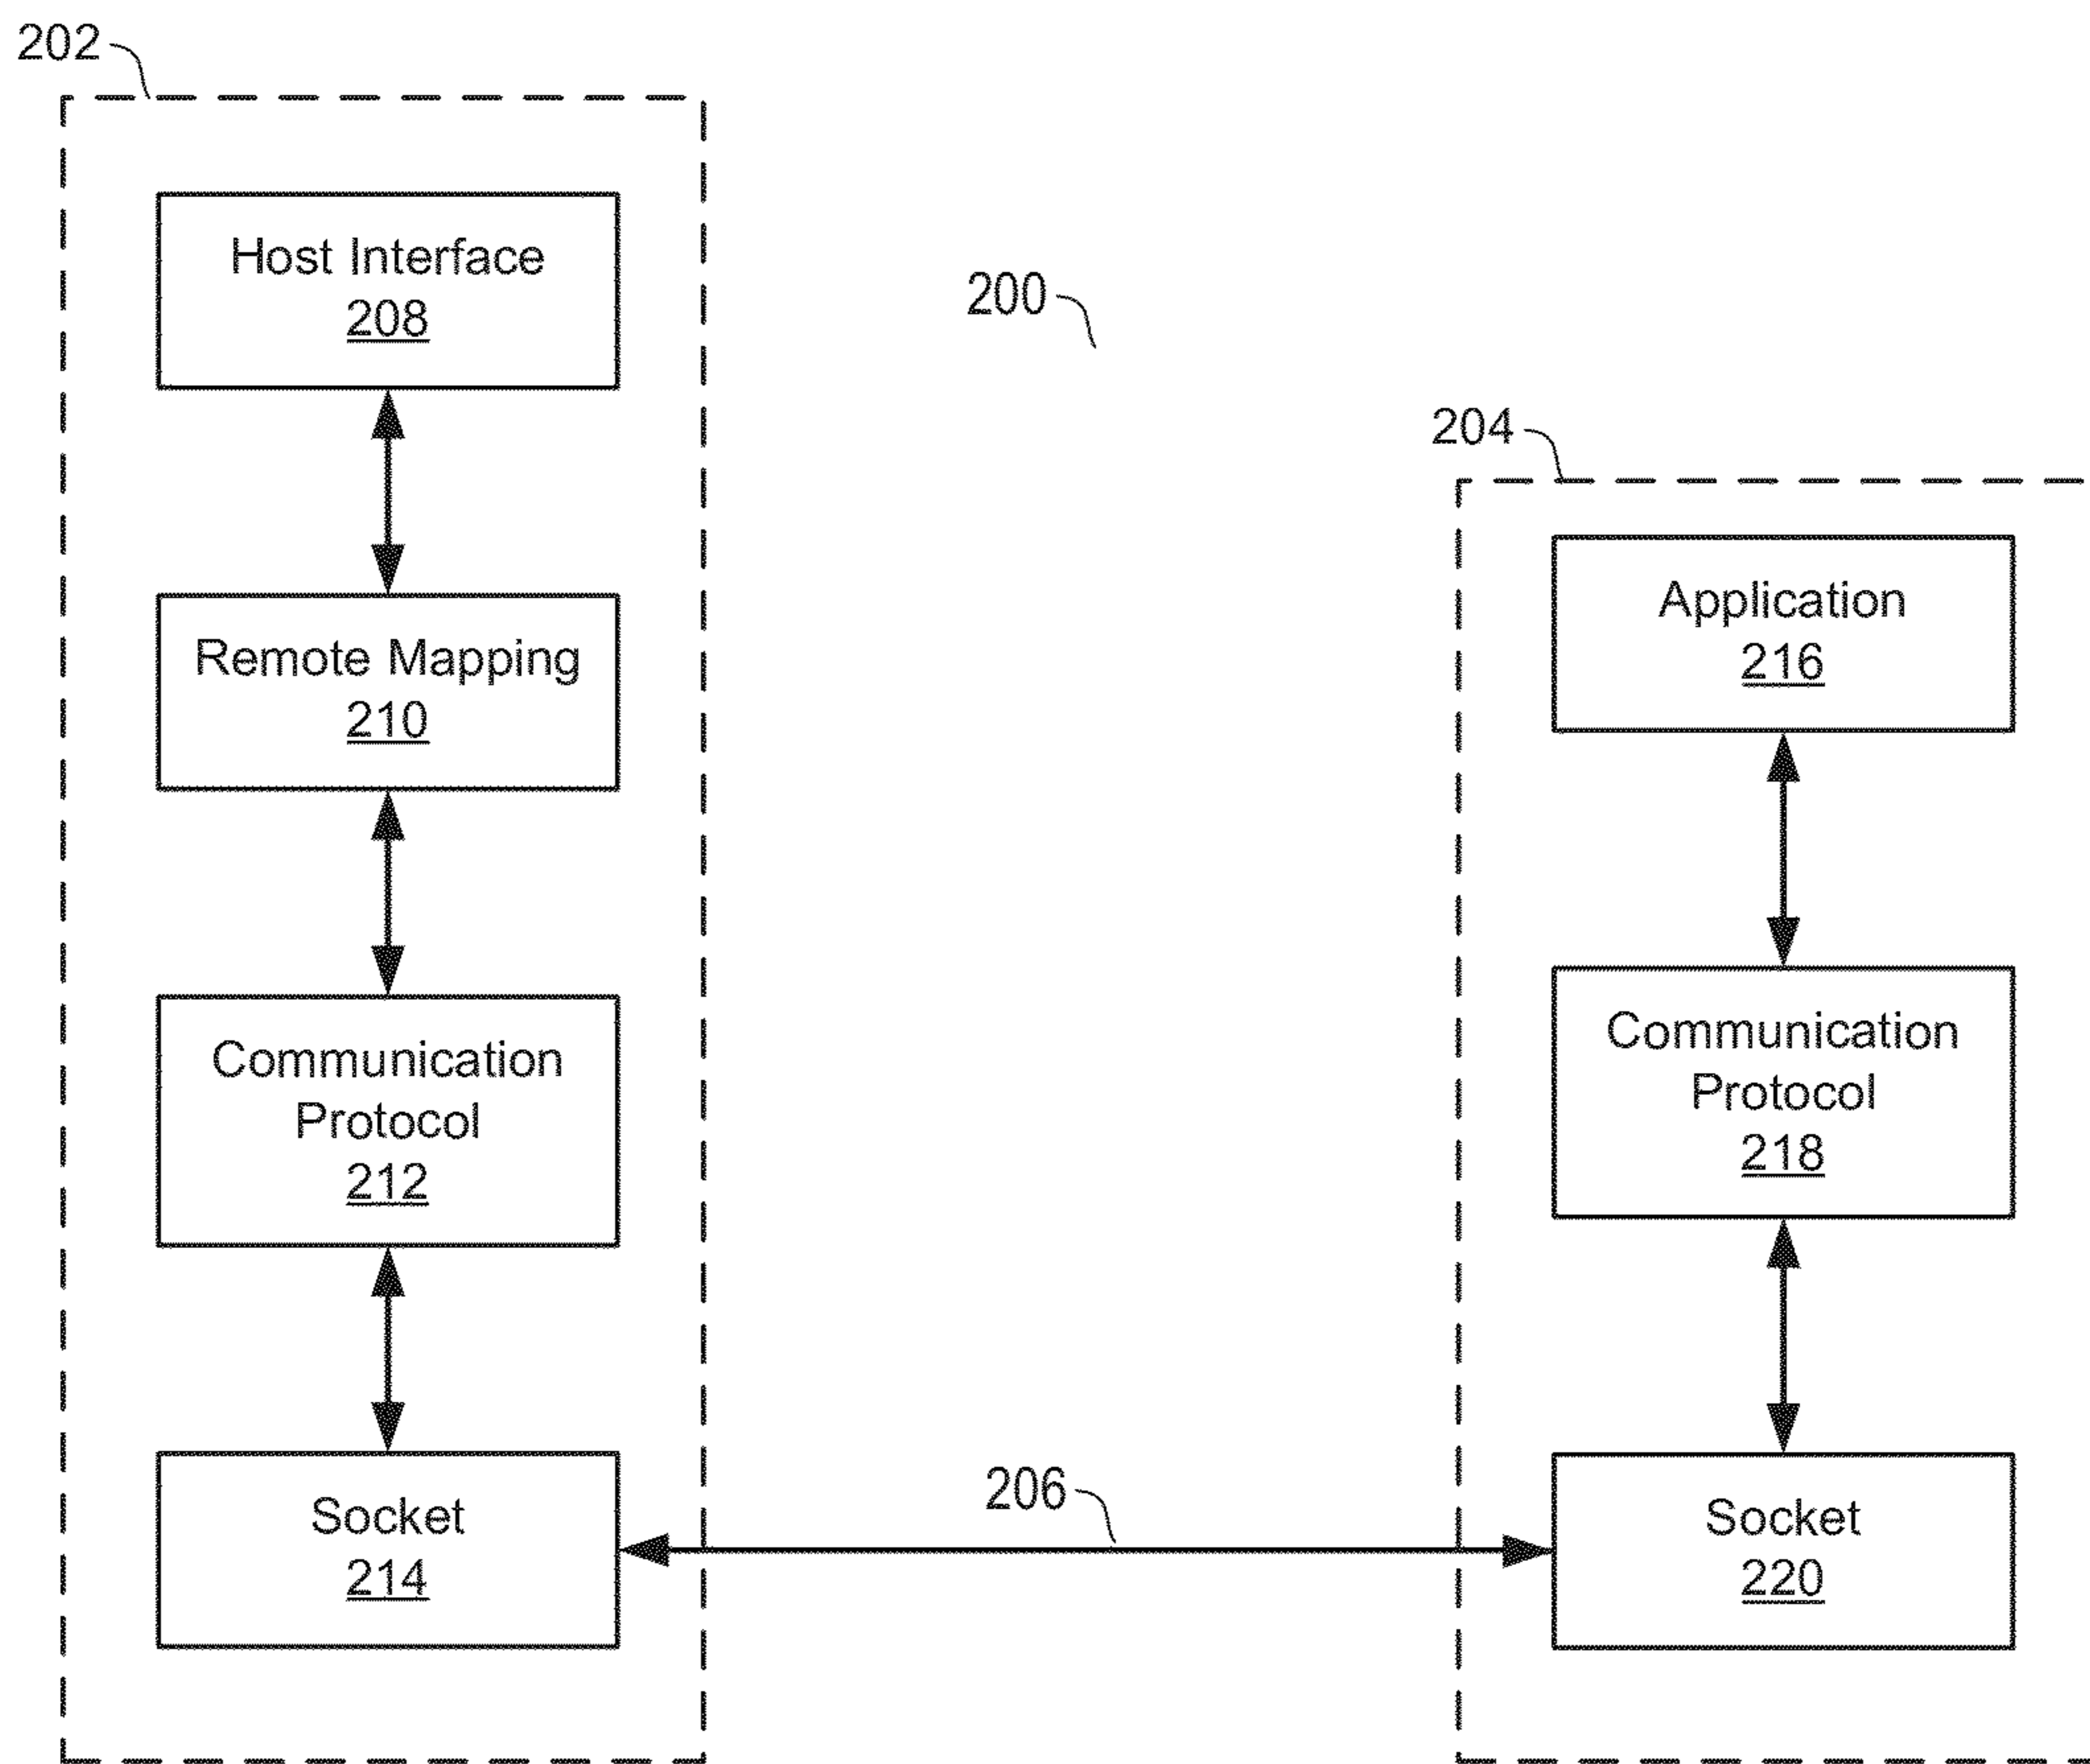 202
Host Interface
208
200
204
Remote Mapping
210
Application
216
Communication
Protocol
212
Communication
Protocol
218
206
Socket
214
Socket
220